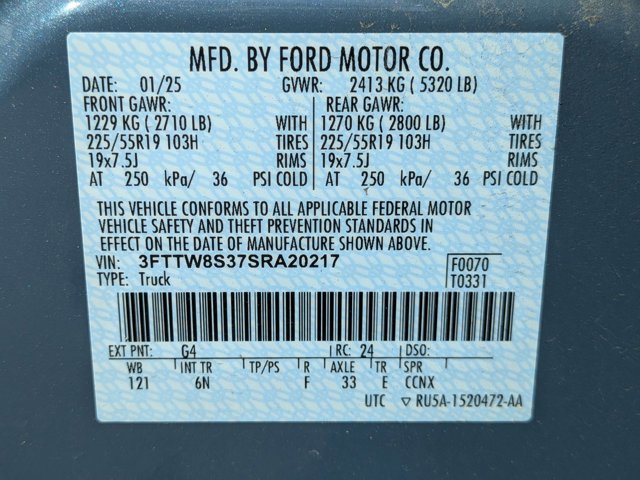 MFD. BY FORD MOTOR CO.
DATE: 01/25 GVWR: 2413 KG ( 5320 LB)
FRONT GAWR: REAR GAWR:
1229 KG ( 2710 LB) WITH 1270 KG ( 2800 LB) WITH
225/55R19 103H TIRES 225/55R19 103H TIRES
19x7.5J RIMS 19x7.5J RIMS
AT 250 kPa/ 36 PSI COLD AT 250 kPa/ 36 PSI COLD
THIS VEHICLE CONFORMS TO ALL APPLICABLE FEDERAL MOTOR
VEHICLE SAFETY AND THEFT PREVENTION STANDARDS IN
EFFECT ON THE DATE OF MANUFACTURE SHOWN ABOVE.
VIN: 3FTTW8S37SRA20217 F0070
TYPE: Truck T0331
EXT PNT: G4 RC: 24 DSO:
WB INT TR TP/PS R AXLE TR SPR
121 6N F 33 E CCNX
UTC ▽ RU5A-1520472-AA